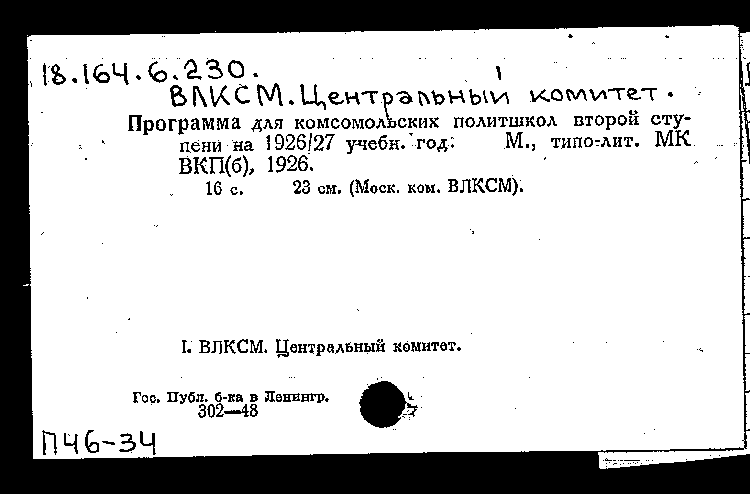 18.164.6.230.
ВЛКСМ. Центральный комитет.
Программа для комсомольских политшкол второй сту-
пени на 1926/27 учебн. год. М., типо-лит. МК
ВКП(б), 1926.
16 с. 23 см. (Моск. ком. ВЛКСМ).
I. ВЛКСМ. Центральный комитет.
Гос. Публ. б-ка в Ленингр.
302—48
П46-34